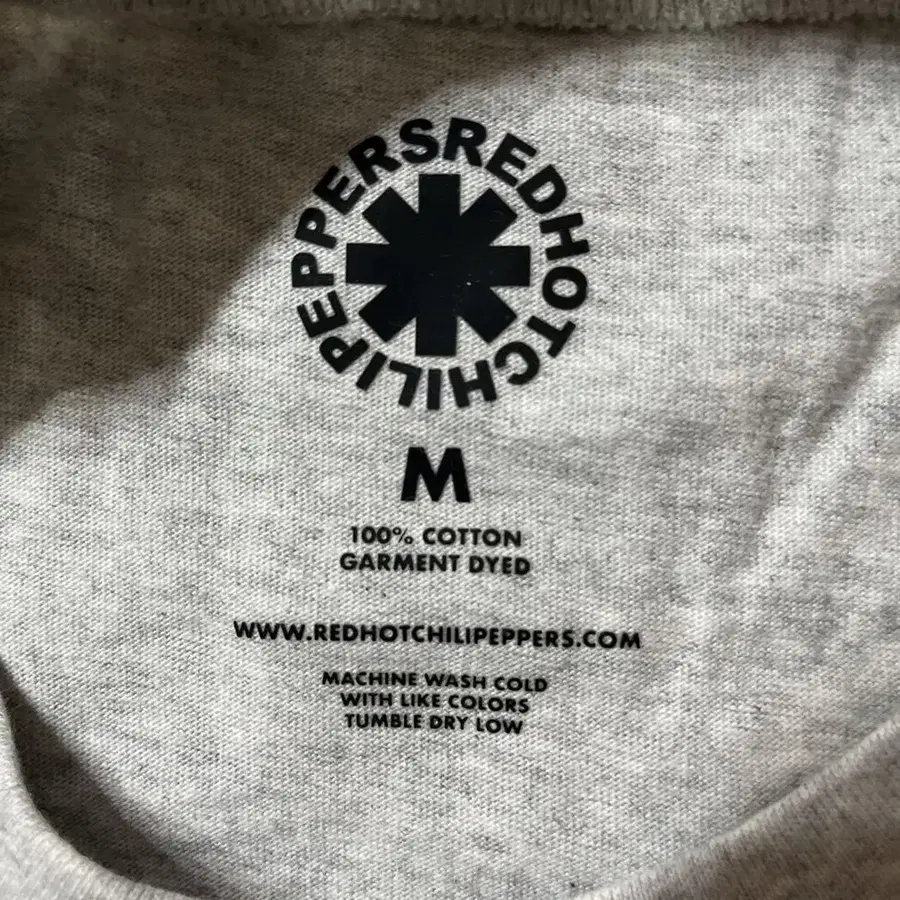 REDHOTCHILIPEPPERS
M
100% COTTON
GARMENT DYED
WWW.REDHOTCHILIPEPPERS.COM
MACHINE WASH COLD
WITH LIKE COLORS
TUMBLE DRY LOW